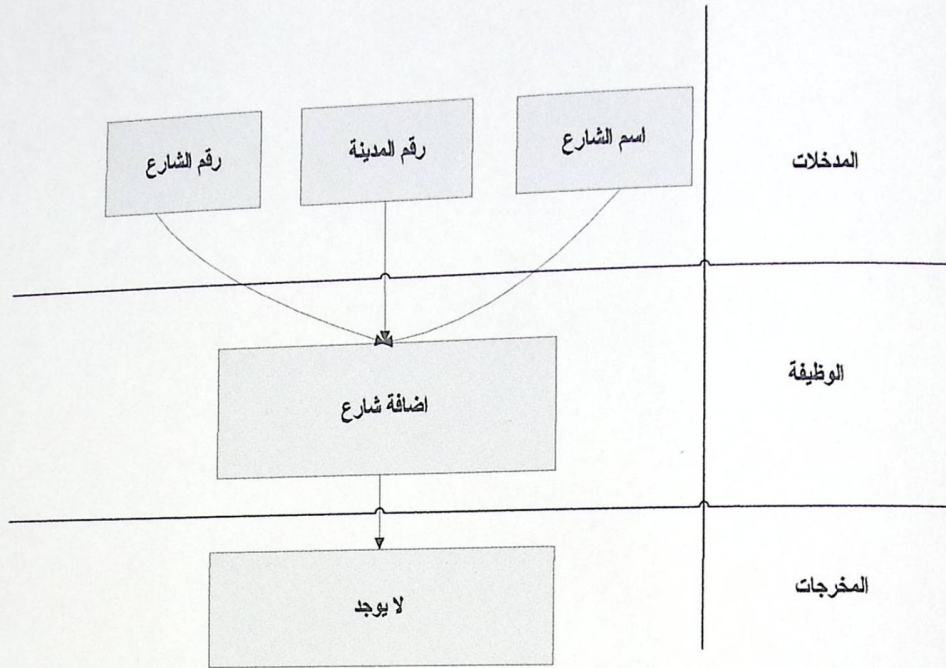 المدخلات
اسم الشارع
رقم المدينة
رقم الشارع
الوظيفة
اضافة شارع
المخرجات
لا يوجد